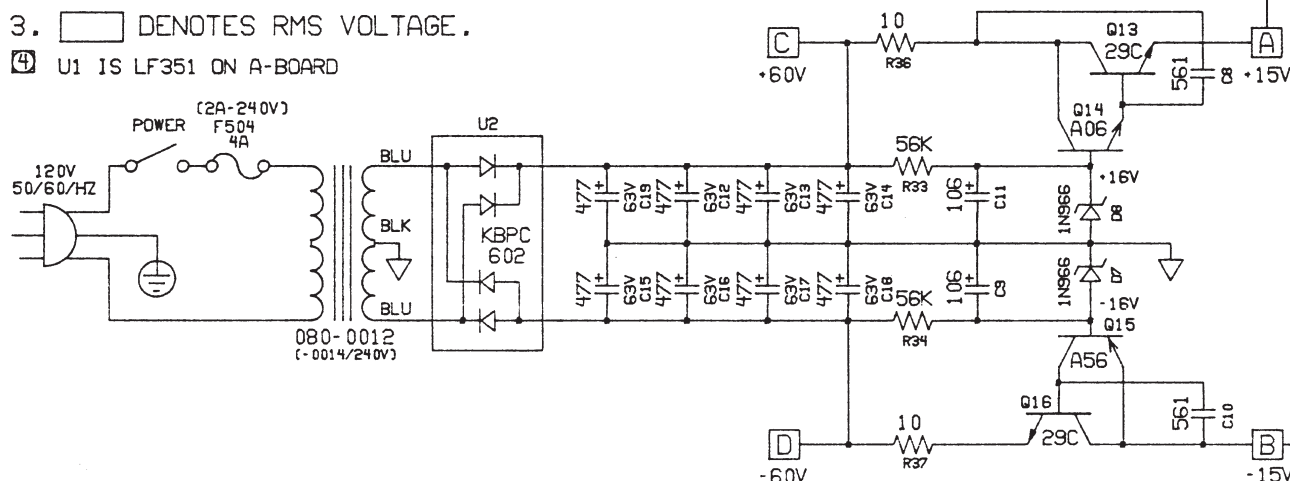 3. DENOTES RMS VOLTAGE.
4 U1 IS LF351 ON A-BOARD
(2A-240V)
F504
4A
POWER
120V
50/60/HZ
080-0012
(-0014/240V)
BLU
BLK
BLU
U2
KBPC
602
477 63V C19
477 63V C12
477 63V C13
477 63V C14
477 63V C15
477 63V C16
477 63V C17
477 63V C18
C
+60V
10
R36
Q13
29C
561 C8
A
+15V
Q14
A06
56K
R33
106 C11
+16V
1N966 D8
106 C9
1N966 D7
-16V
56K
R34
Q15
A56
Q16
29C
561 C10
D
-60V
10
R37
B
-15V